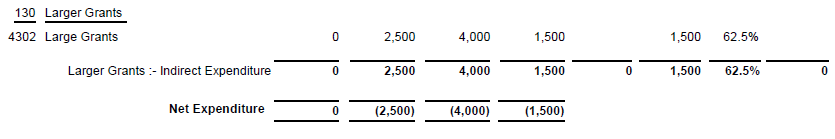 130 Larger Grants
4302 Large Grants 0 2,500 4,000 1,500 1,500 62.5%
Larger Grants :- Indirect Expenditure 0 2,500 4,000 1,500 0 1,500 62.5% 0
Net Expenditure 0 (2,500) (4,000) (1,500)